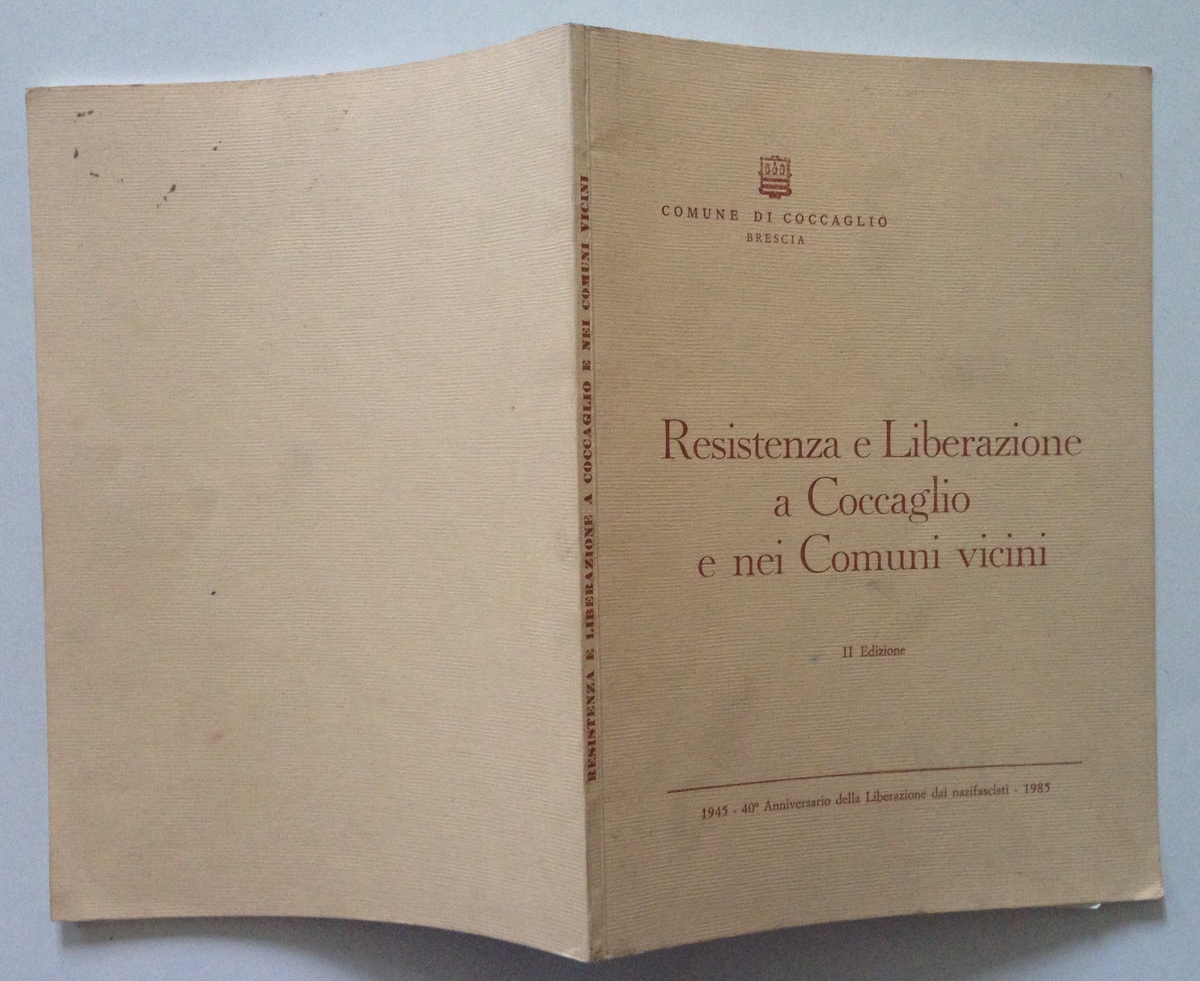 COMUNE DI COCCAGLIO
BRESCIA
Resistenza e Liberazione
a Coccaglio
e nei Comuni vicini
II Edizione
1945 - 40° Anniversario della Liberazione dai nazifascisti - 1985
RESISTENZA E LIBERAZIONE A COCCAGLIO E NEI COMUNI VICINI